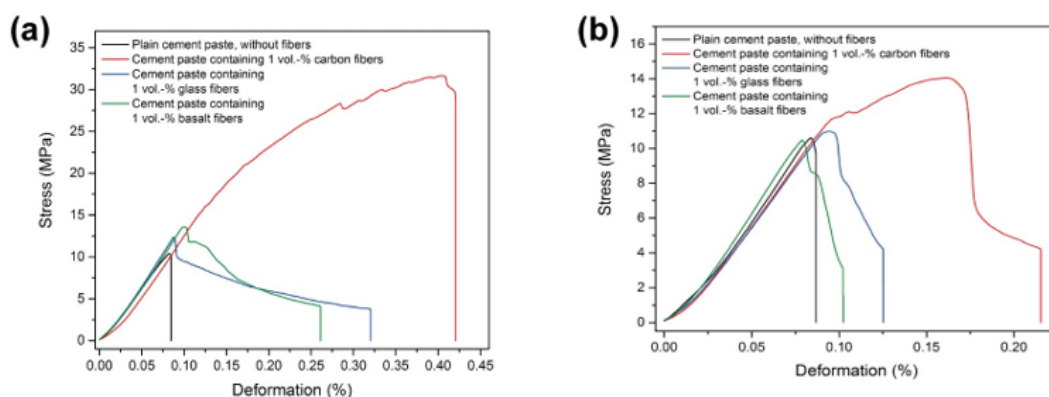 (a)
Plain cement paste, without fibers
Cement paste containing 1 vol.-% carbon fibers
Cement paste containing
1 vol.-% glass fibers
Cement paste containing
1 vol.-% basalt fibers
35
30
25
20
15
10
5
0
Stress (MPa)
0.00 0.05 0.10 0.15 0.20 0.25 0.30 0.35 0.40 0.45
Deformation (%)
(b)
Plain cement paste, without fibers
Cement paste containing 1 vol.-% carbon fibers
Cement paste containing
1 vol.-% glass fibers
Cement paste containing
1 vol.-% basalt fibers
16
14
12
10
8
6
4
2
0
Stress (MPa)
0.00 0.05 0.10 0.15 0.20
Deformation (%)